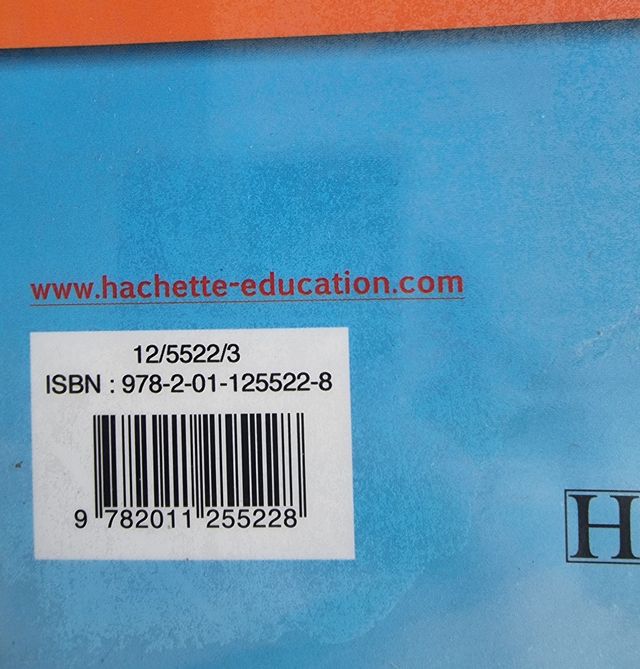 www.hachette-education.com
12/5522/3
ISBN : 978-2-01-125522-8
9 782011 255228
H